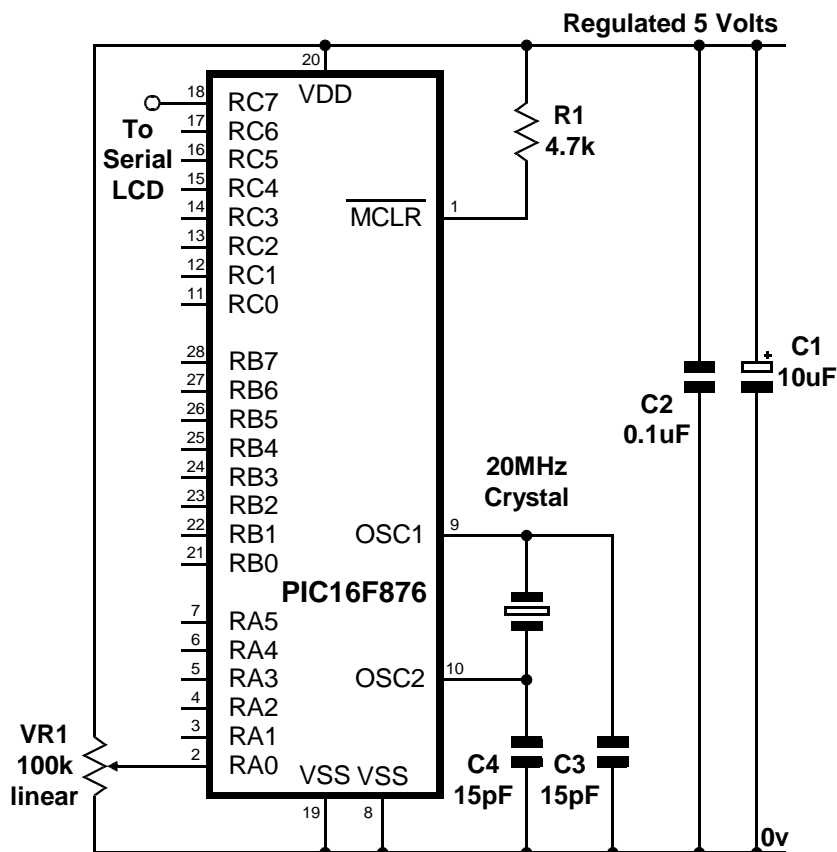 Regulated 5 Volts
20
VDD
18 RC7
To
Serial
LCD
17 RC6
16 RC5
15 RC4
14 RC3
13 RC2
12 RC1
11 RC0
R1
4.7k
MCLR
1
28 RB7
27 RB6
26 RB5
25 RB4
24 RB3
23 RB2
22 RB1
21 RB0
C1
+
10uF
C2
0.1uF
20MHz
Crystal
OSC1
9
PIC16F876
7 RA5
6 RA4
5 RA3
4 RA2
3 RA1
2 RA0
OSC2
10
VR1
100k
linear
C4
15pF
C3
15pF
VSS
VSS
19
8
0v